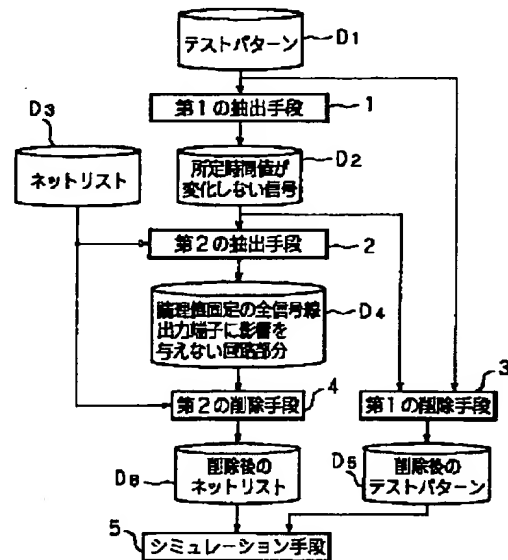 テストパターン
D1
第1の抽出手段
1
D3
ネットリスト
所定時間値が
変化しない信号
D2
第2の抽出手段
2
論理値固定の全信号線
出力端子に影響を
与えない回路部分
D4
第2の削除手段
4
第1の削除手段
3
削除後の
ネットリスト
D6
削除後の
テストパターン
D5
シミュレーション手段
5